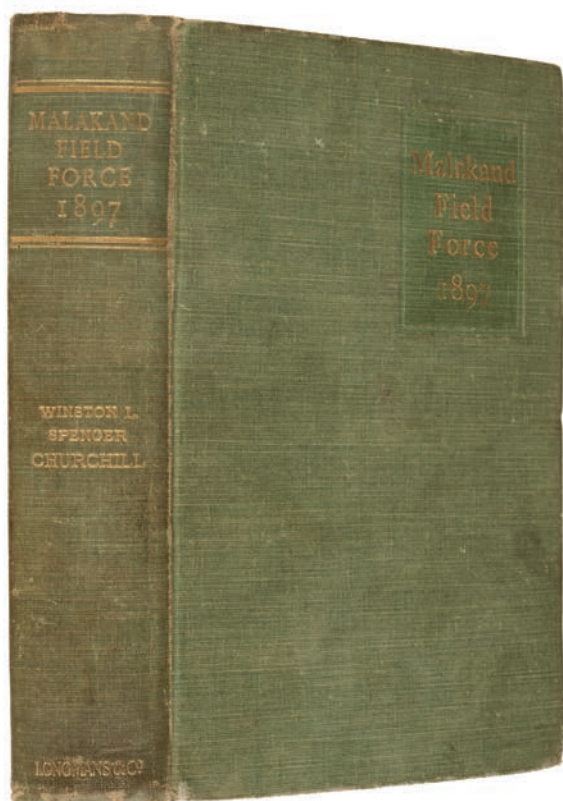 MALAKAND
FIELD
FORCE
1897
WINSTON L.
SPENCER
CHURCHILL
LONGMANS & Co
Malakand
Field
Force
1897